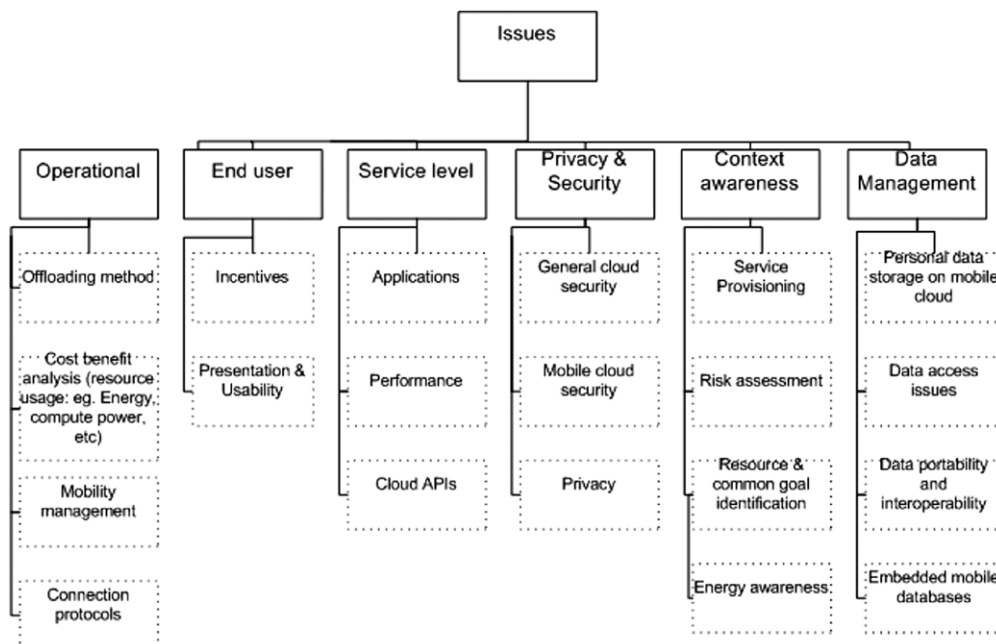 Issues
Operational
End user
Service level
Privacy &
Security
Context
awareness
Data
Management
Offloading method
Cost benefit
analysis (resource
usage: eg. Energy,
compute power,
etc)
Mobility
management
Connection
protocols
Incentives
Presentation &
Usability
Applications
Performance
Cloud APIs
General cloud
security
Mobile cloud
security
Privacy
Service
Provisioning
Risk assessment
Resource &
common goal
identification
Energy awareness
Personal data
storage on mobile
cloud
Data access
issues
Data portability
and
interoperability
Embedded mobile
databases